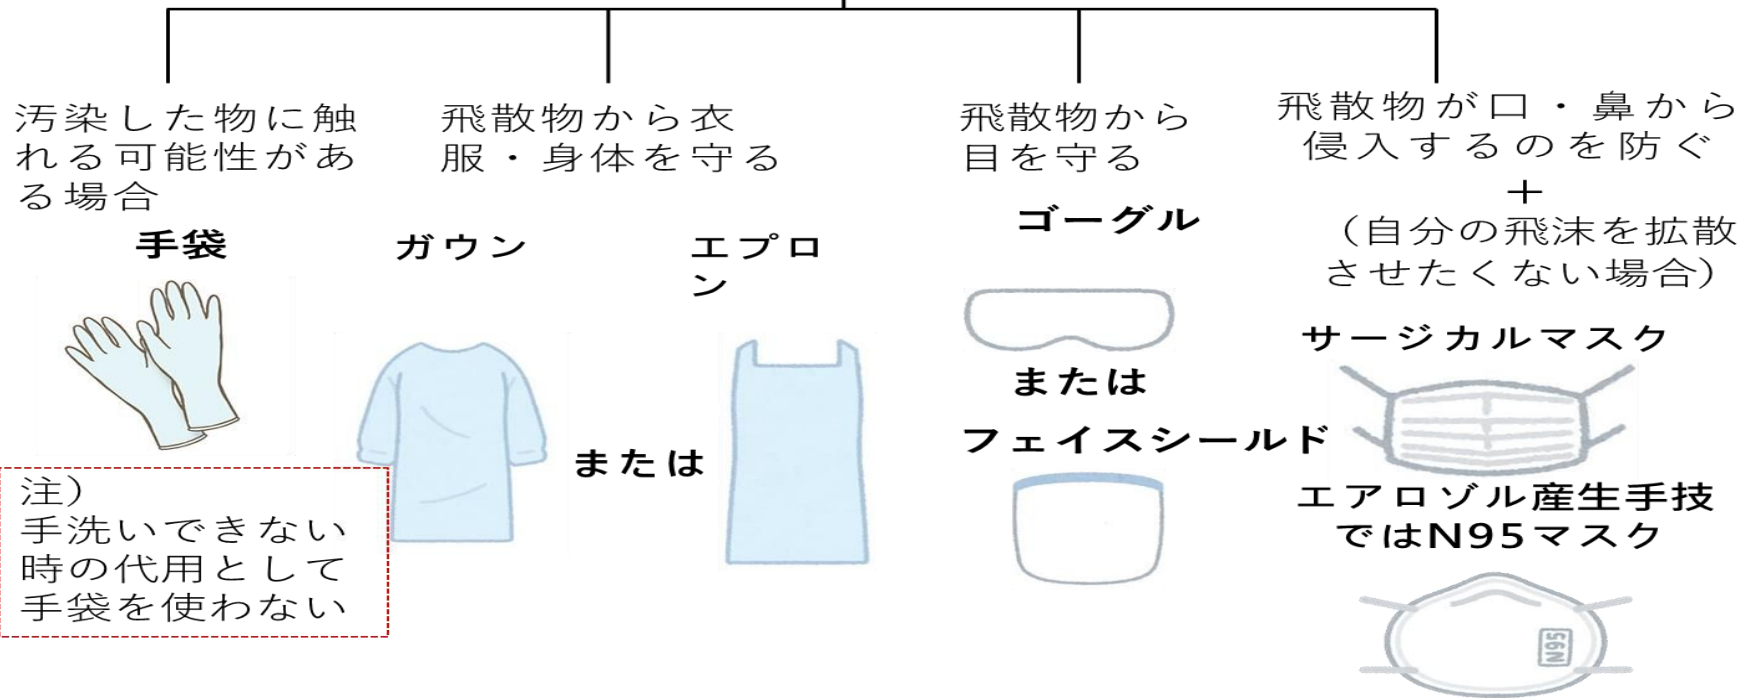 汚染した物に触
れる可能性があ
る場合
手袋
注）
手洗いできない
時の代用として
手袋を使わない
飛散物から衣
服・身体を守る
ガウン
または
エプロ
ン
飛散物から
目を守る
ゴーグル
または
フェイスシールド
飛散物が口・鼻から
侵入するのを防ぐ
＋
（自分の飛沫を拡散
させたくない場合）
サージカルマスク
エアロゾル産生手技
ではN95マスク
N95